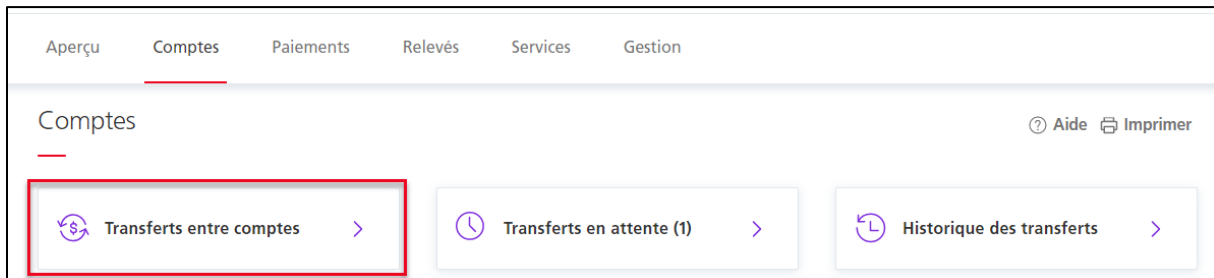 Aperçu Comptes Paiements Relevés Services Gestion
Comptes
Aide Imprimer
Transferts entre comptes
Transferts en attente (1)
Historique des transferts